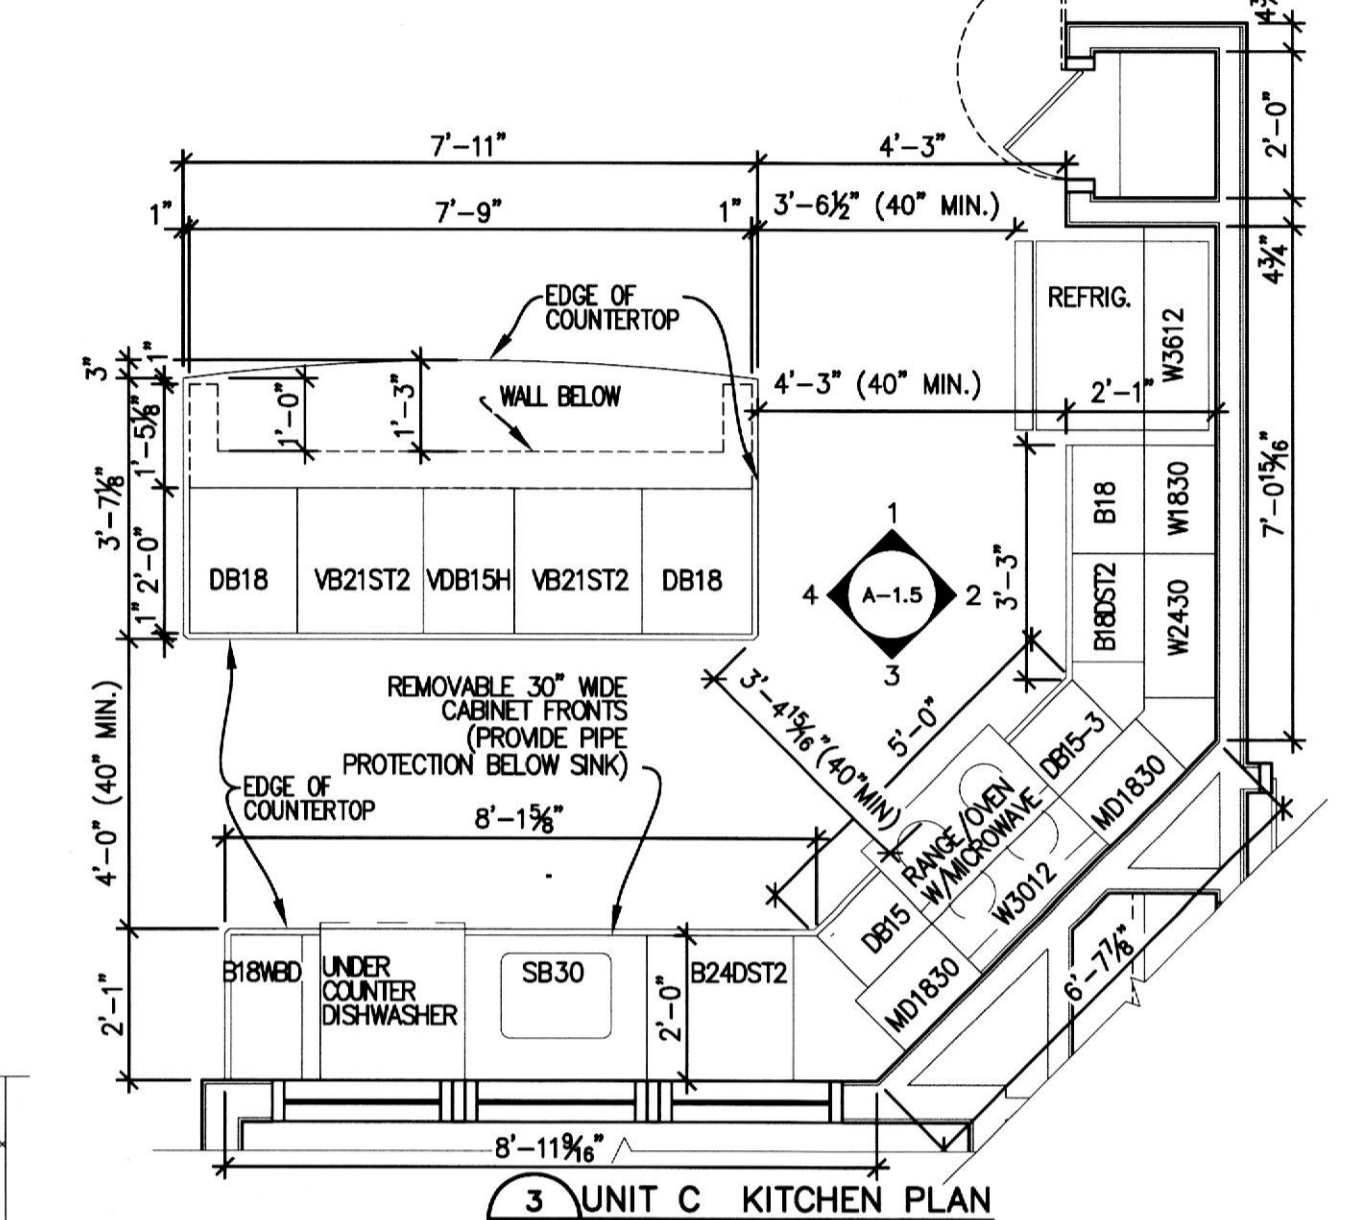 4¾"
7'-11"
4'-3"
2'-0"
1"
7'-9"
1"
3'-6½" (40" MIN.)
4¾"
EDGE OF
COUNTERTOP
REFRIG.
W3612
3"
1"
1'-0"
1'-3"
WALL BELOW
4'-3" (40" MIN.)
2'-1"
1'-5⅛"
3'-7⅛"
2'-0"
1"
B18
W1830
7'-0 15/16"
DB18
VB21ST2
VDB15H
VB21ST2
DB18
1
4
A-1.5
2
3
3'-3"
B18DST2
W2430
REMOVABLE 30" WIDE
CABINET FRONTS
(PROVIDE PIPE
PROTECTION BELOW SINK)
3'-4 15/16" (40"MIN)
5'-0"
DB15-3
MD1830
4'-0" (40" MIN.)
EDGE OF
COUNTERTOP
8'-1⅝"
RANGE/OVEN
W/MICROWAVE
W3012
DB15
MD1830
6'-7⅞"
2'-1"
B18WBD
UNDER
COUNTER
DISHWASHER
SB30
2'-0"
B24DST2
8'-11 9/16"
3 UNIT C KITCHEN PLAN